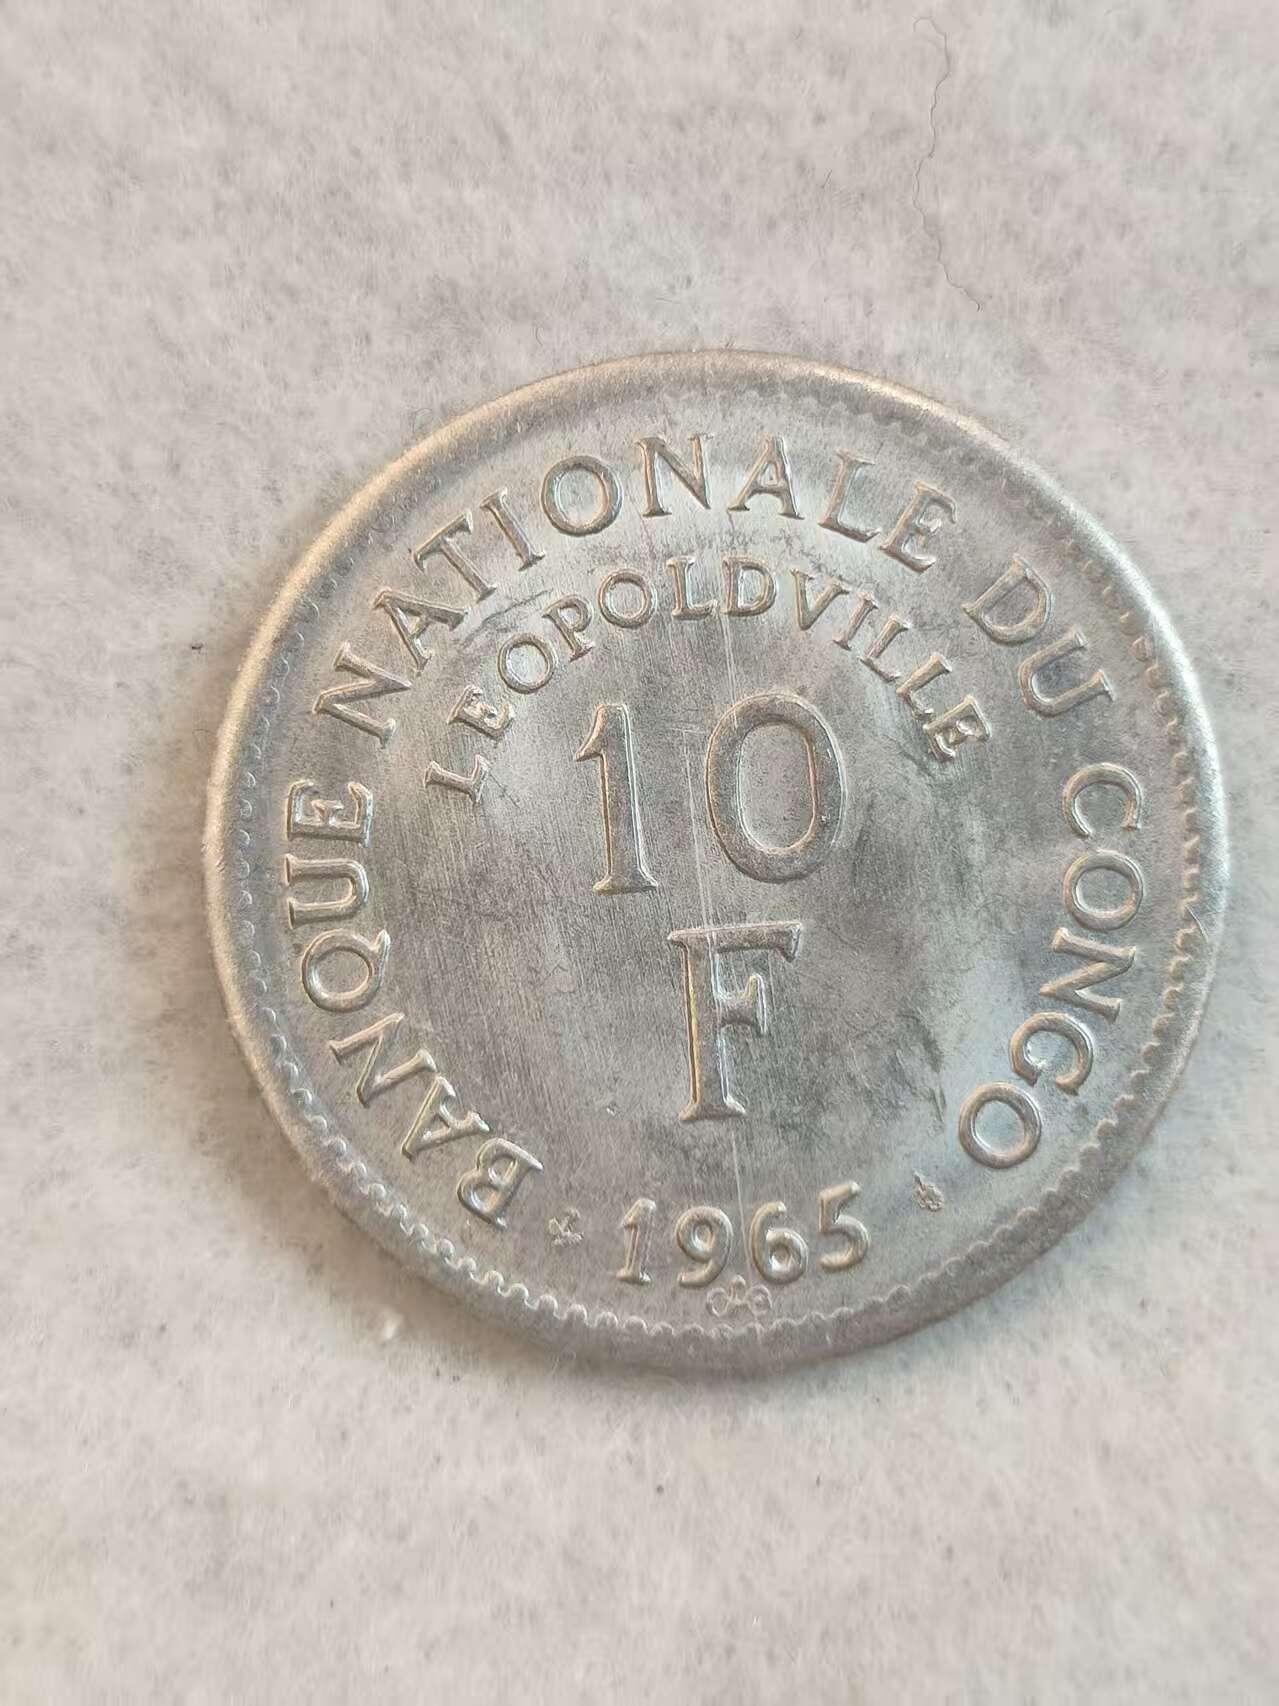 BANQUE NATIONALE DU CONGO
LEOPOLDVILLE
10
F
1965